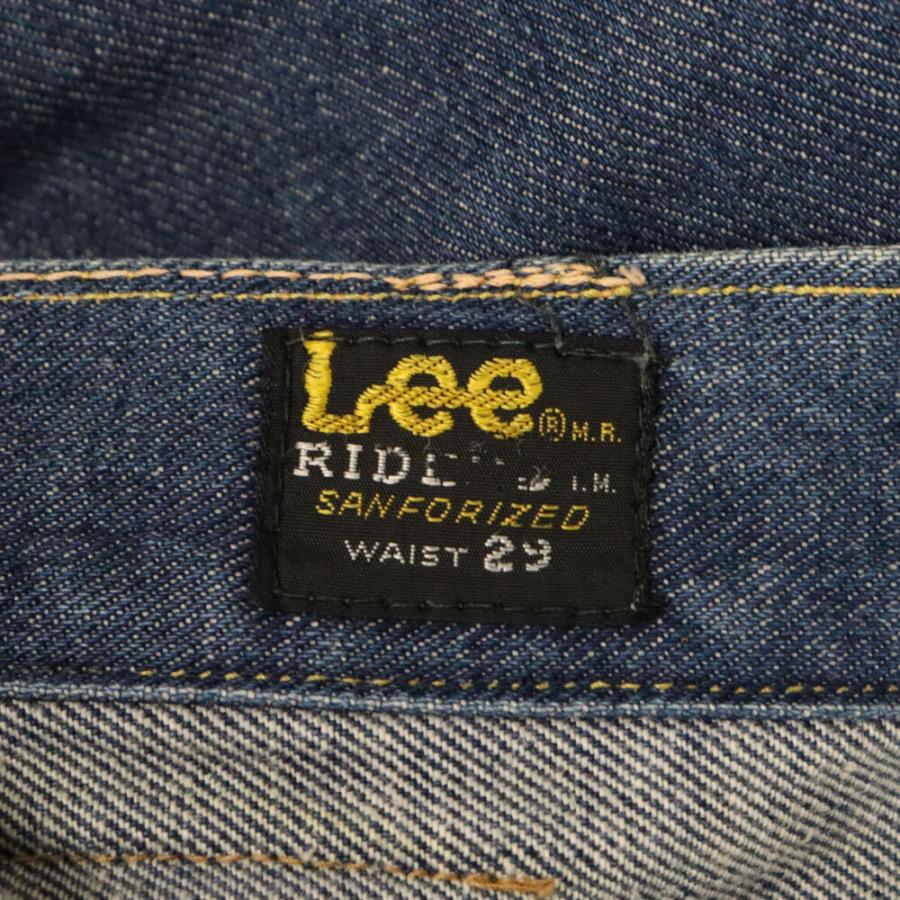 Lee ® M.R.
SANFORIZED
WAIST 29